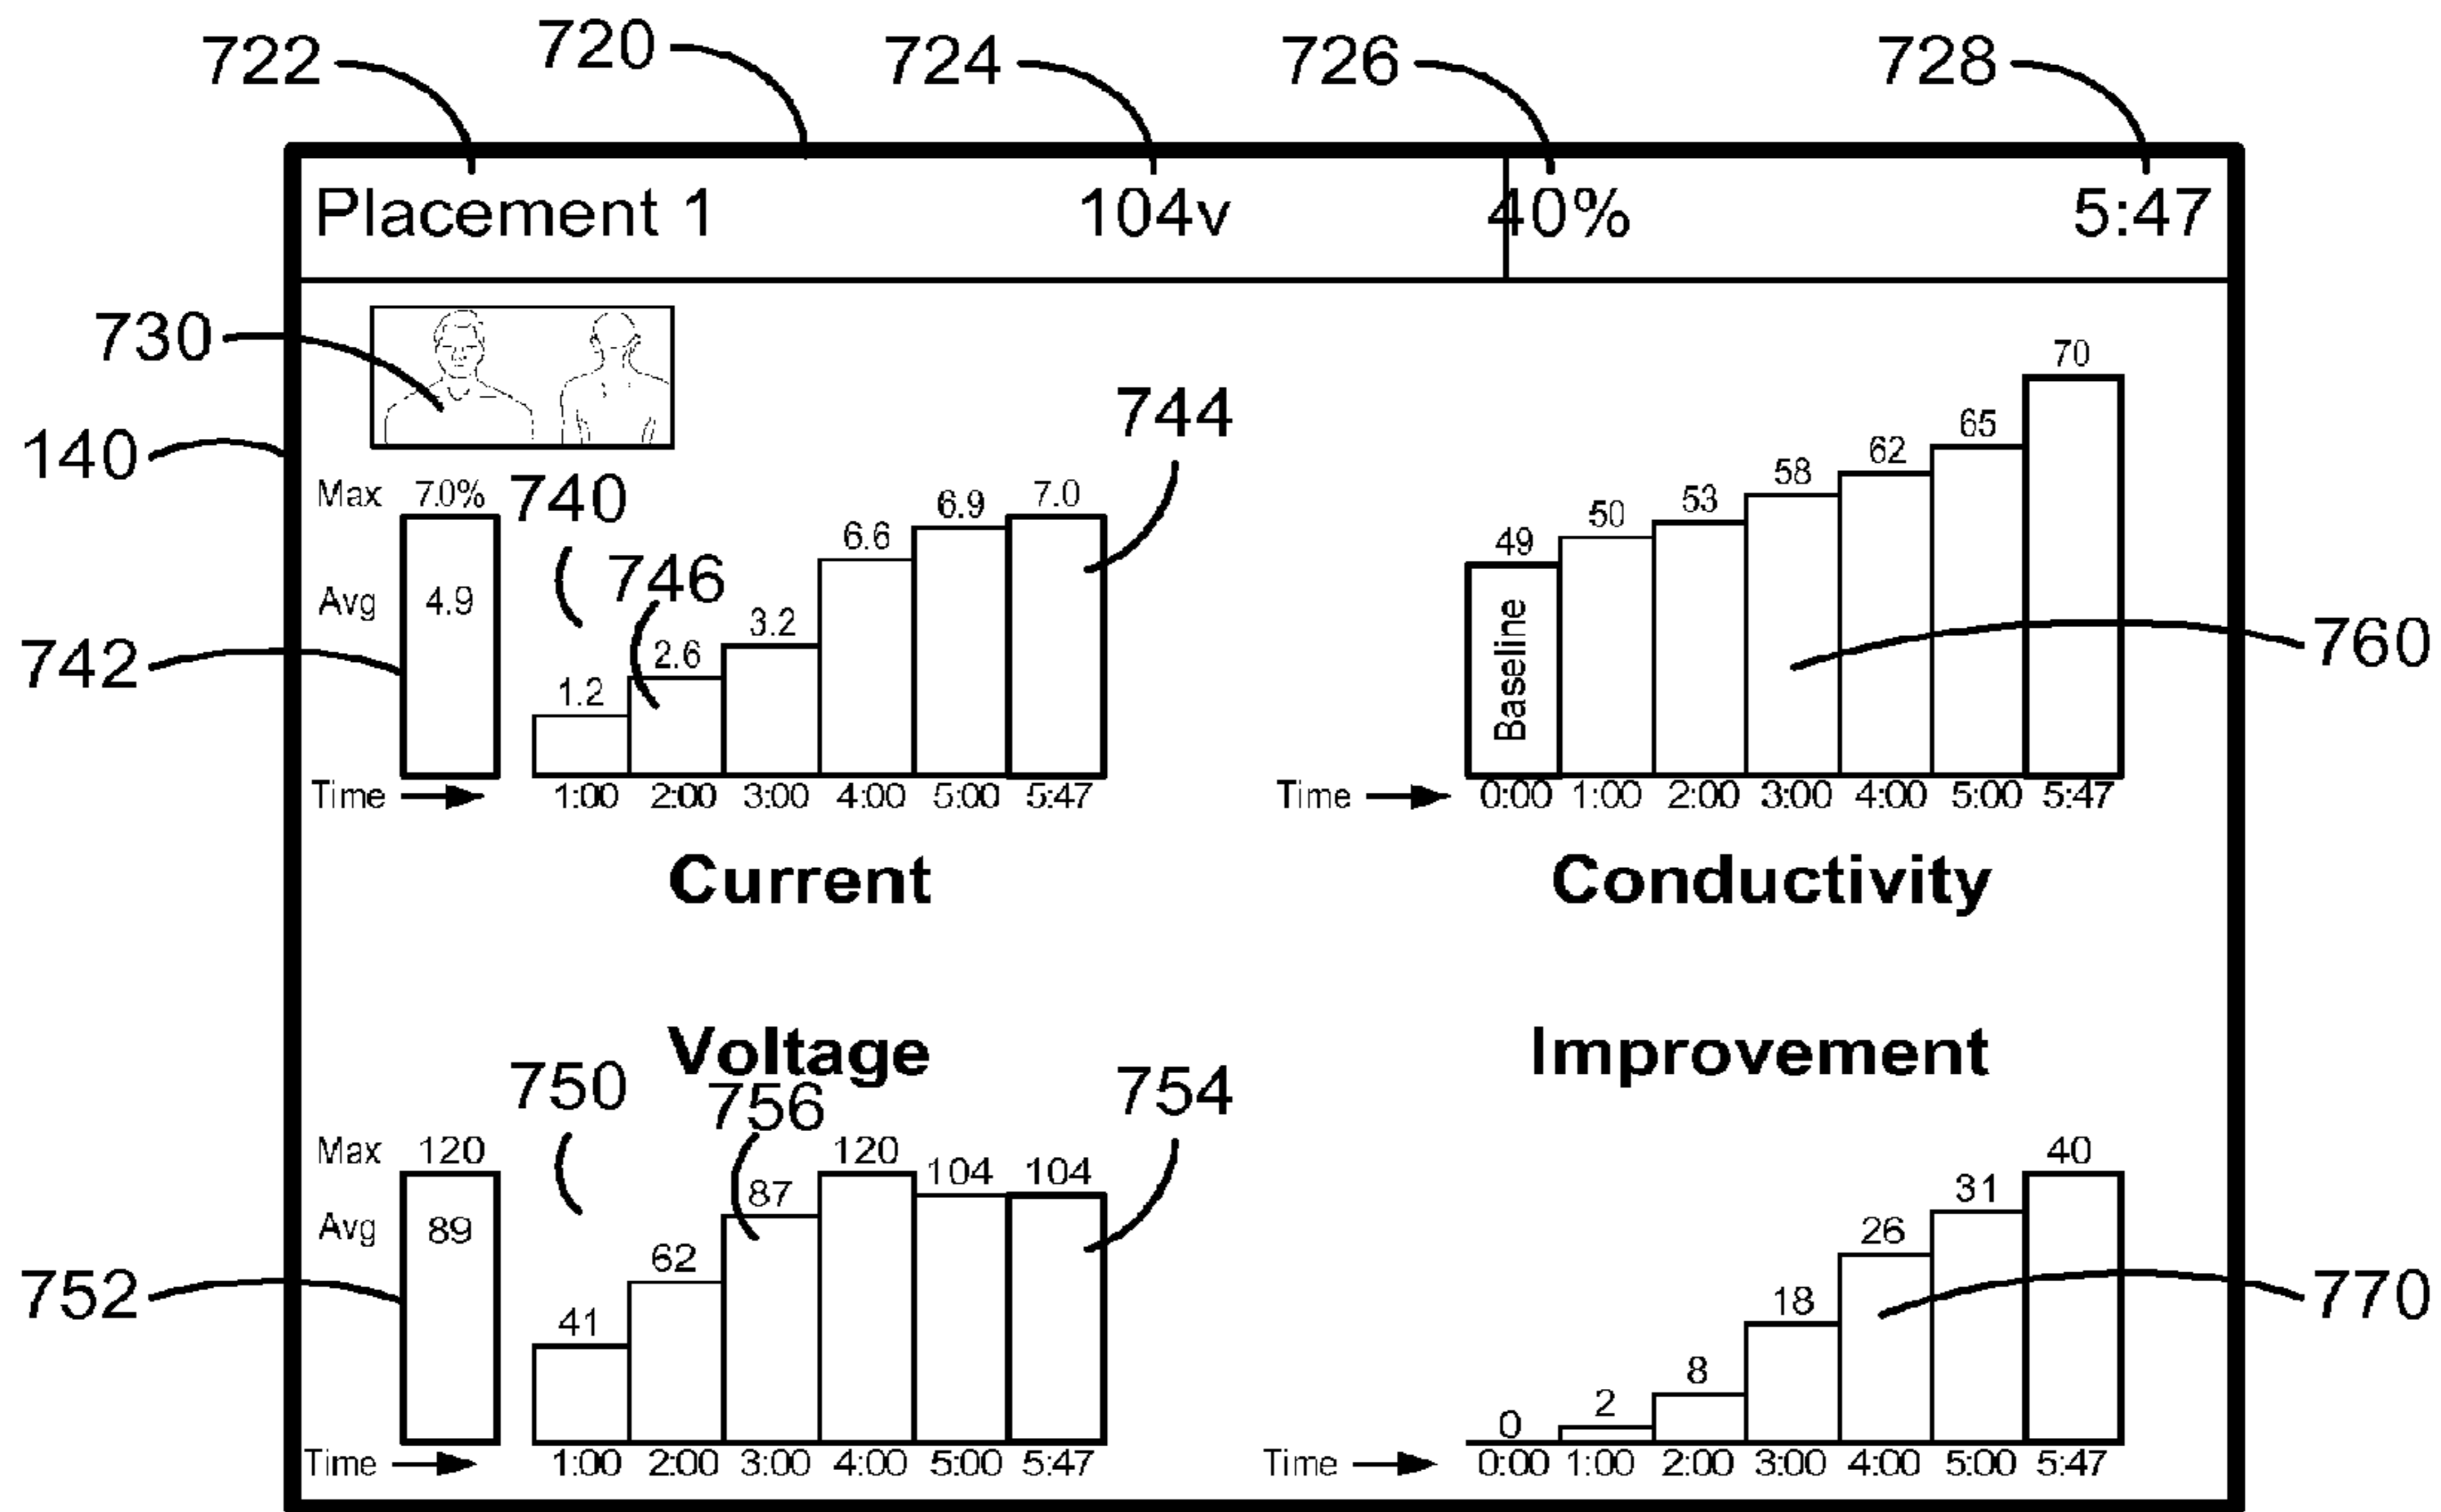 722 720 724 726 728
Placement 1 104v 40% 5:47
730
140
744
740
746
742
Max 7.0%
Avg 4.9
1.2 2.6 3.2 6.6 6.9 7.0
Time 1:00 2:00 3:00 4:00 5:00 5:47
Current
49 50 53 58 62 65 70
Baseline
760
Time 0:00 1:00 2:00 3:00 4:00 5:00 5:47
Conductivity
Voltage
750 756 754
752
Max 120
Avg 89
41 62 87 120 104 104
Time 1:00 2:00 3:00 4:00 5:00 5:47
Improvement
0 2 8 18 26 31 40
770
Time 0:00 1:00 2:00 3:00 4:00 5:00 5:47